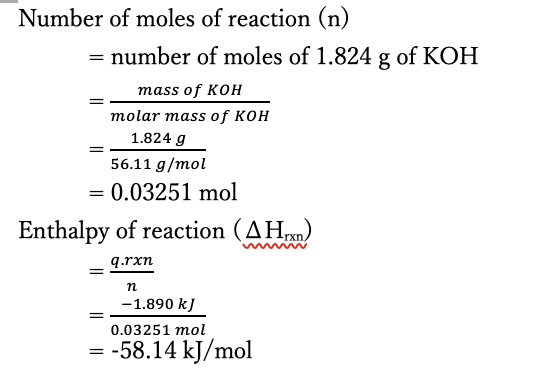 Number of moles of reaction (n)
= number of moles of 1.824 g of KOH
= mass of KOH / molar mass of KOH
= 1.824 g / 56.11 g/mol
= 0.03251 mol
Enthalpy of reaction (ΔHrxn)
= q.rxn / n
= −1.890 kJ / 0.03251 mol
= -58.14 kJ/mol